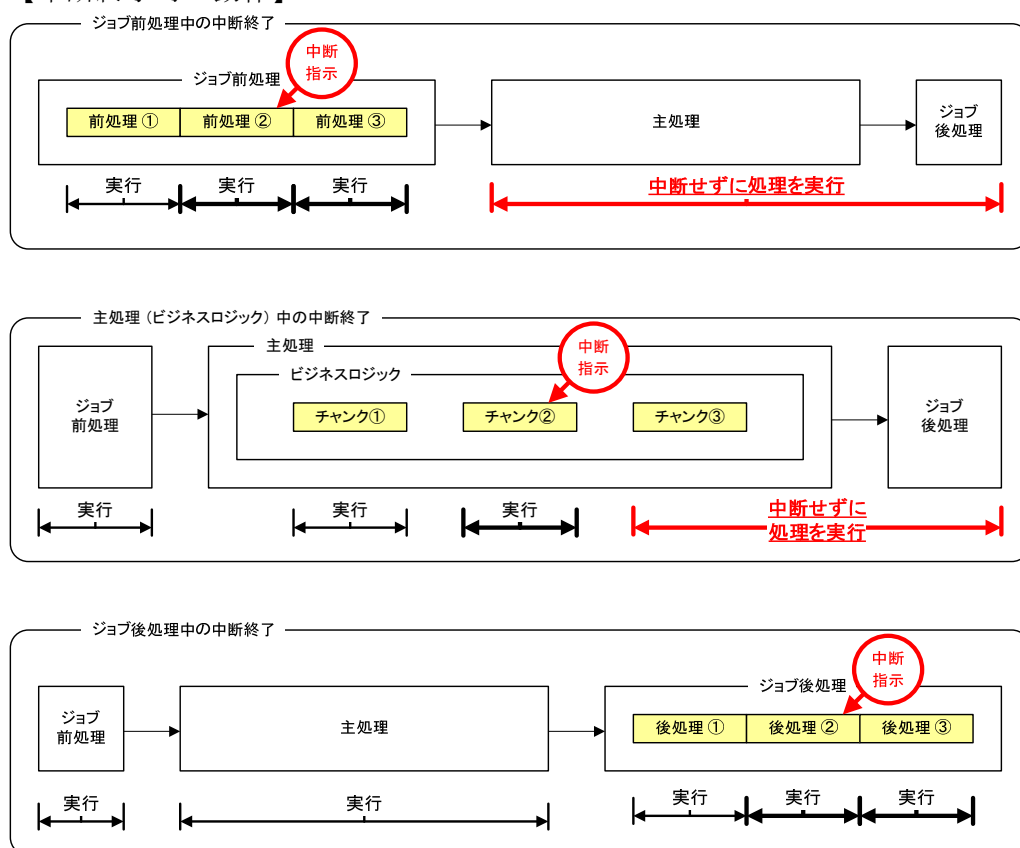 ジョブ前処理中の中断終了
中断
指示
ジョブ前処理
前処理① 前処理② 前処理③
主処理
ジョブ
後処理
実行 実行 実行
中断せずに処理を実行
主処理（ビジネスロジック）中の中断終了
主処理
中断
指示
ビジネスロジック
ジョブ
前処理
チャンク① チャンク② チャンク③
ジョブ
後処理
実行 実行 実行
中断せずに
処理を実行
ジョブ後処理中の中断終了
中断
指示
ジョブ後処理
ジョブ
前処理
主処理
後処理① 後処理② 後処理③
実行 実行 実行 実行 実行